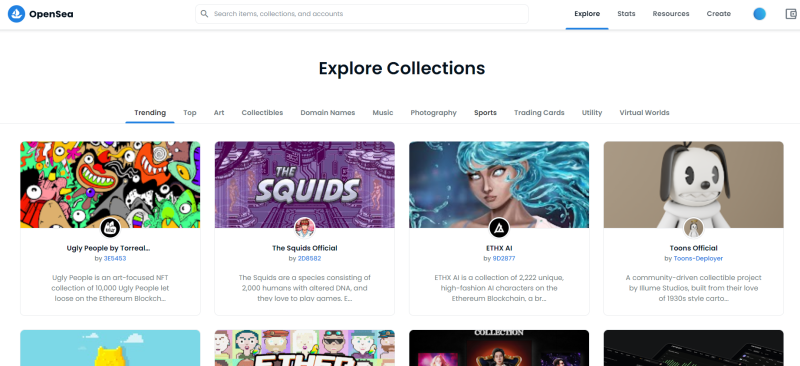 OpenSea
Search items, collections, and accounts
Explore
Stats
Resources
Create
Explore Collections
Trending
Top
Art
Collectibles
Domain Names
Music
Photography
Sports
Trading Cards
Utility
Virtual Worlds
THE
SQUIDS
Ugly People by Torreal...
by 3E5453
Ugly People is an art-focused NFT
collection of 10,000 Ugly People let
loose on the Ethereum Blockch...
The Squids Official
by 2D8582
The Squids are a species consisting of
2,000 humans with altered DNA, and
they love to play games. E...
ETHX AI
by 9D2877
ETHX AI is a collection of 2,222 unique,
high-fashion AI characters on the
Ethereum Blockchain, a br...
Toons Official
by Toons-Deployer
A community-driven collectible project
by Illume Studios, built from their love
of 1930s style carto...
COLLECTION